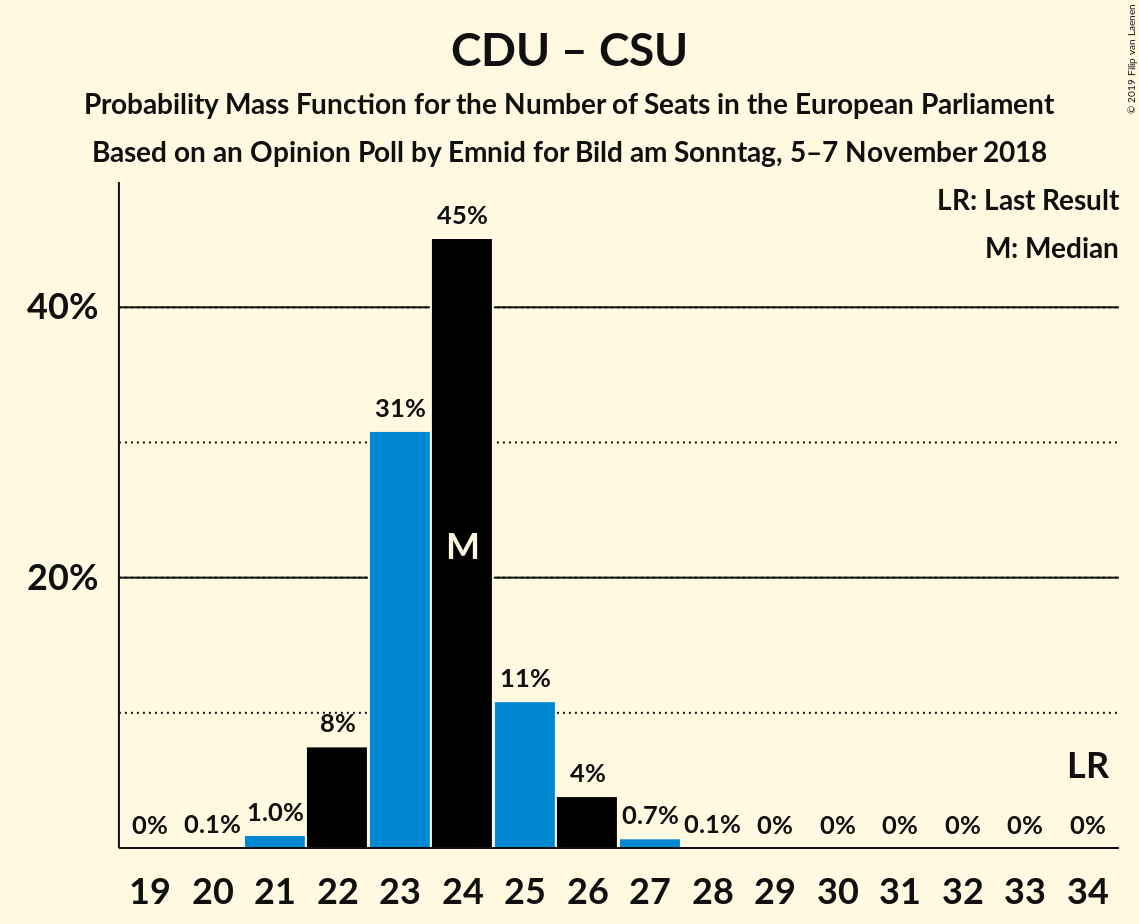 CDU – CSU
Probability Mass Function for the Number of Seats in the European Parliament
Based on an Opinion Poll by Emnid for Bild am Sonntag, 5–7 November 2018
© 2019 Filip van Laenen
LR: Last Result
M: Median
45%
40%
31%
M
20%
11%
8%
4%
LR
0% 0.1% 1.0% 0.7% 0.1% 0% 0% 0% 0% 0% 0%
19 20 21 22 23 24 25 26 27 28 29 30 31 32 33 34